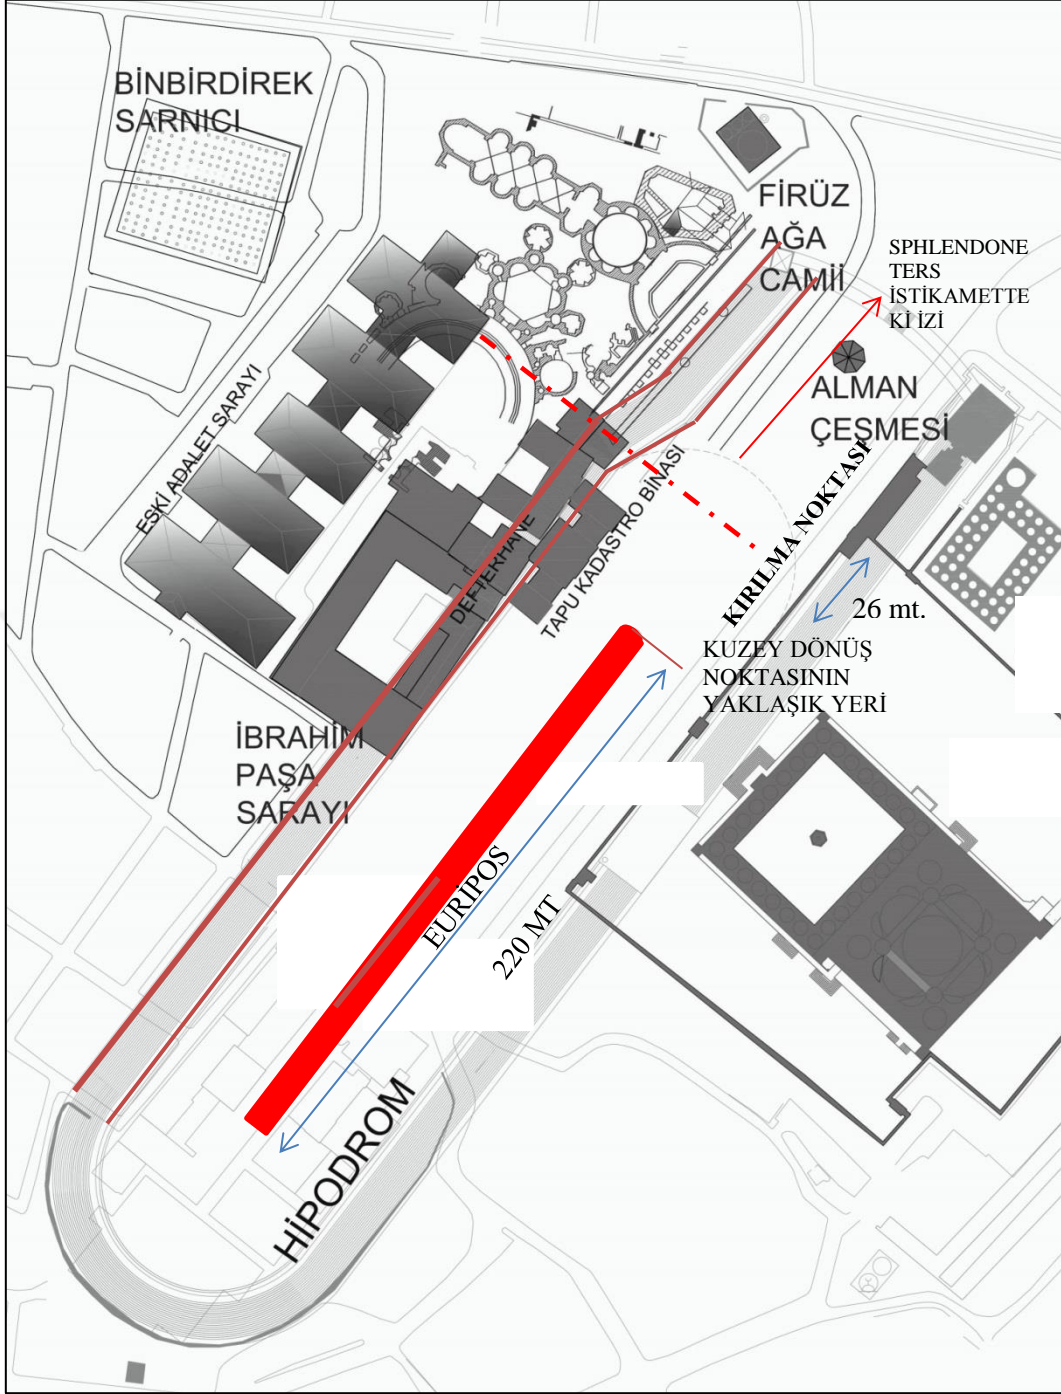 BİNBİRDİREK
SARNICI
FİRÜZ
AĞA
CAMİİ
SPHLENDONE
TERS
İSTİKAMETTE
Kİ İZİ
ALMAN
ÇEŞMESİ
ESKİ ADALET SARAYI
DEFTERHANE
TAPU KADASTRO BİNASI
KIRILMA NOKTASI
26 mt.
KUZEY DÖNÜŞ
NOKTASININ
YAKLAŞIK YERİ
İBRAHİM
PAŞA
SARAYI
EURİPOS
220 MT
HİPODROM